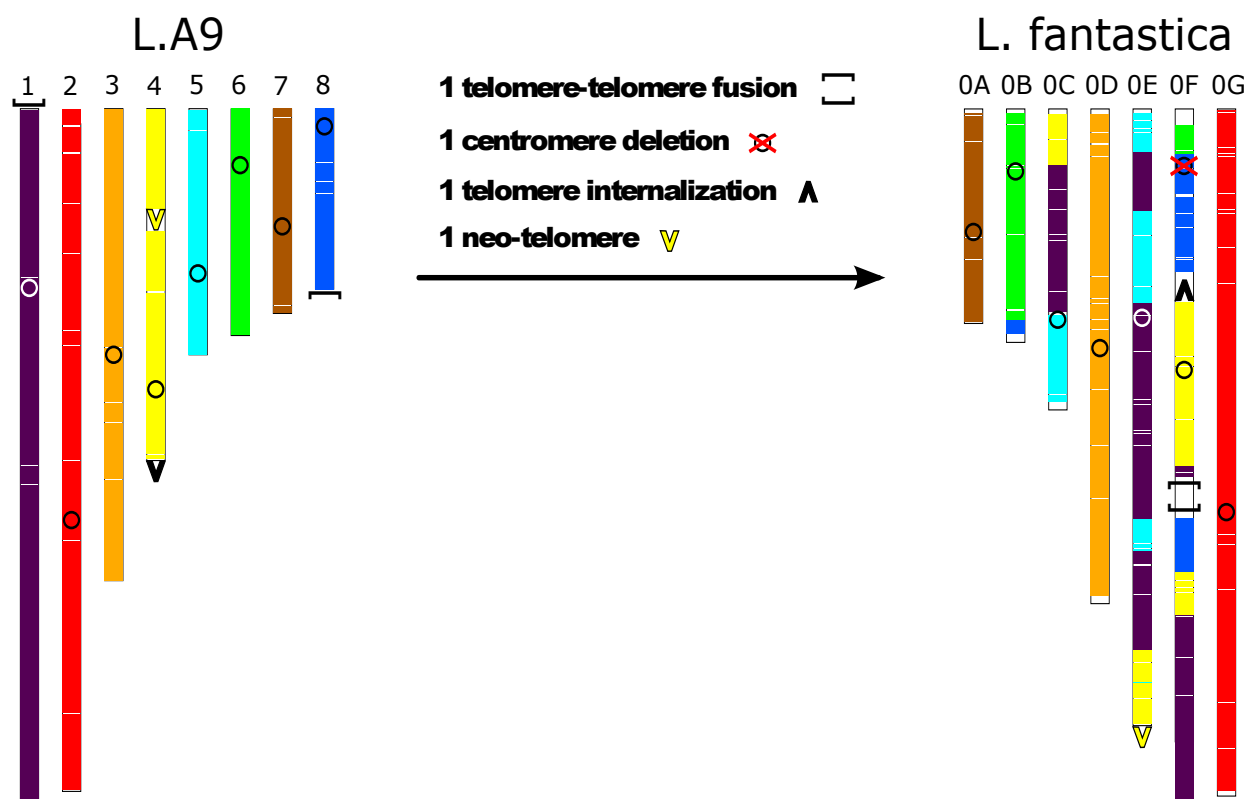 L.A9
L. fantastica
1 2 3 4 5 6 7 8
0A 0B 0C 0D 0E 0F 0G
1 telomere-telomere fusion
1 centromere deletion
1 telomere internalization
1 neo-telomere